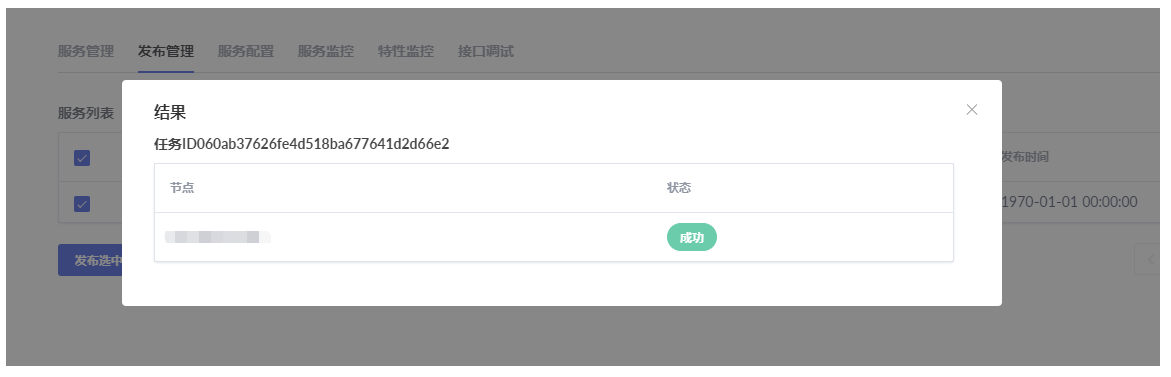 服务管理 发布管理 服务配置 服务监控 特性监控 接口调试
服务列表
结果
任务ID060ab37626fe4d518ba677641d2d66e2
节点 状态
发布时间
成功
1970-01-01 00:00:00
发布选中